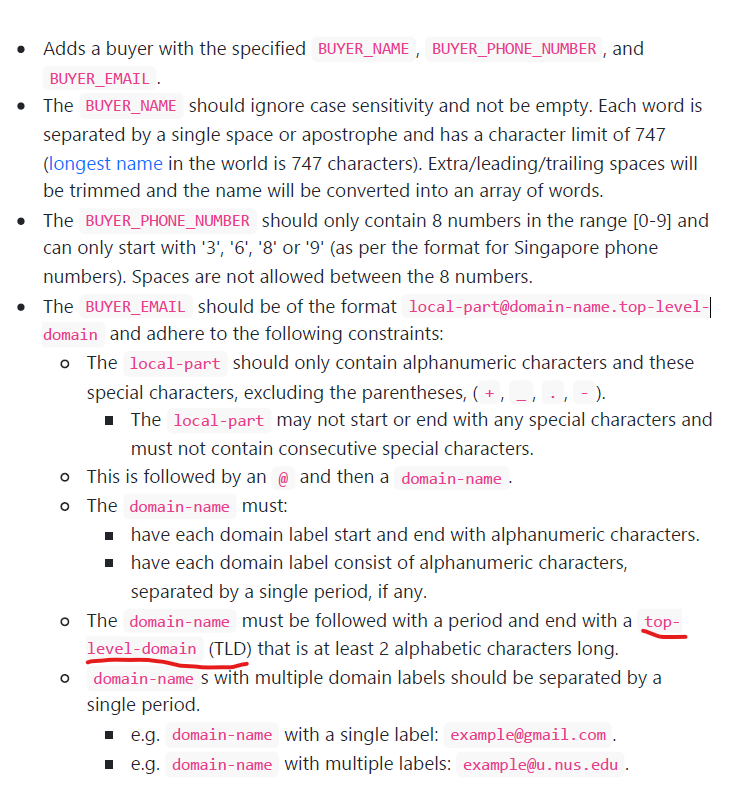 • Adds a buyer with the specified BUYER_NAME , BUYER_PHONE_NUMBER , and
BUYER_EMAIL .
• The BUYER_NAME should ignore case sensitivity and not be empty. Each word is
separated by a single space or apostrophe and has a character limit of 747
(longest name in the world is 747 characters). Extra/leading/trailing spaces will
be trimmed and the name will be converted into an array of words.
• The BUYER_PHONE_NUMBER should only contain 8 numbers in the range [0-9] and
can only start with '3', '6', '8' or '9' (as per the format for Singapore phone
numbers). Spaces are not allowed between the 8 numbers.
• The BUYER_EMAIL should be of the format local-part@domain-name.top-level-
domain and adhere to the following constraints:
o The local-part should only contain alphanumeric characters and these
special characters, excluding the parentheses, ( + , _ , . , - ).
▪ The local-part may not start or end with any special characters and
must not contain consecutive special characters.
o This is followed by an @ and then a domain-name .
o The domain-name must:
▪ have each domain label start and end with alphanumeric characters.
▪ have each domain label consist of alphanumeric characters,
separated by a single period, if any.
o The domain-name must be followed with a period and end with a top-
level-domain (TLD) that is at least 2 alphabetic characters long.
o domain-name s with multiple domain labels should be separated by a
single period.
▪ e.g. domain-name with a single label: example@gmail.com .
▪ e.g. domain-name with multiple labels: example@u.nus.edu .